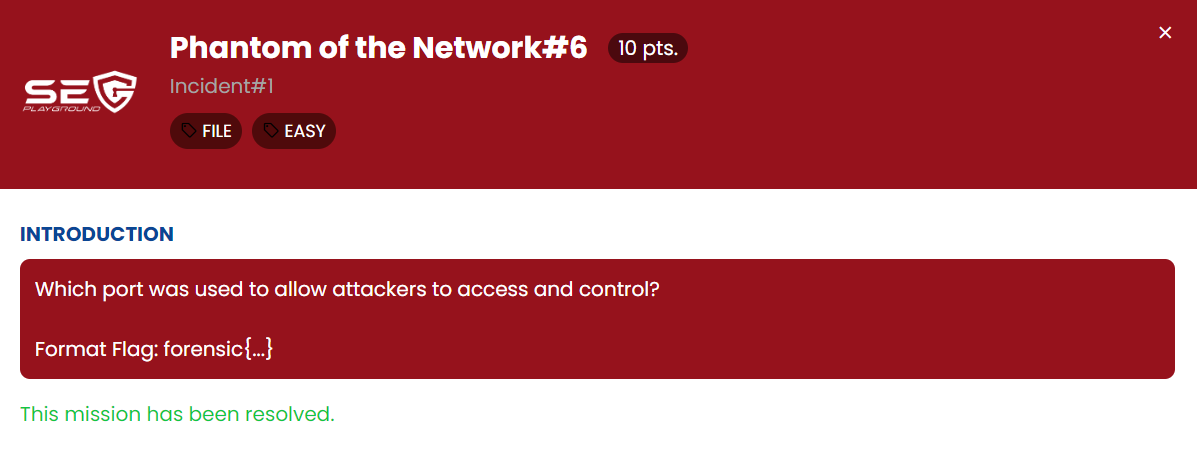 Phantom of the Network#6 10 pts.
×
Incident#1
SEC
PLAYGROUND
FILE EASY
INTRODUCTION
Which port was used to allow attackers to access and control?
Format Flag: forensic{...}
This mission has been resolved.